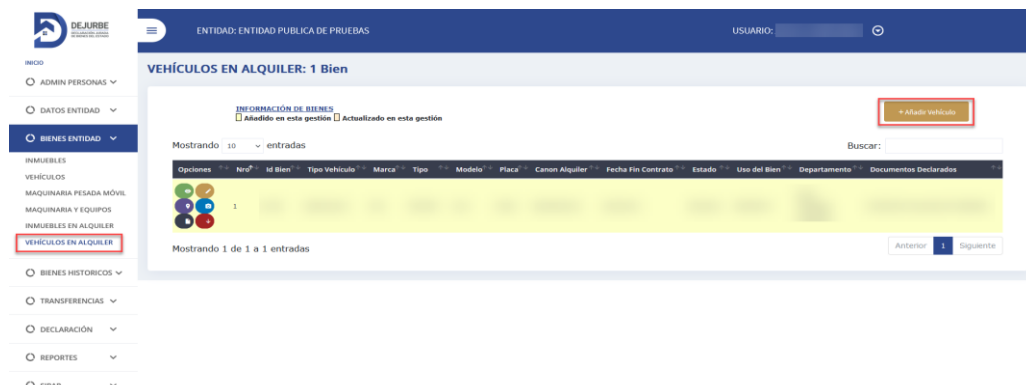 DEJURBE
ENTIDAD: ENTIDAD PUBLICA DE PRUEBAS
USUARIO:
INICIO
ADMIN PERSONAS
DATOS ENTIDAD
BIENES ENTIDAD
INMUEBLES
VEHÍCULOS
MAQUINARIA PESADA MÓVIL
MAQUINARIA Y EQUIPOS
INMUEBLES EN ALQUILER
VEHÍCULOS EN ALQUILER
BIENES HISTORICOS
TRANSFERENCIAS
DECLARACIÓN
REPORTES
VEHÍCULOS EN ALQUILER: 1 Bien
INFORMACIÓN DE BIENES
Añadido en esta gestión Actualizado en esta gestión
+ Añadir Vehículo
Mostrando 10 entradas
Buscar:
Opciones Nro Id Bien Tipo Vehículo Marca Tipo Modelo Placa Canon Alquiler Fecha Fin Contrato Estado Uso del Bien Departamento Documentos Declarados
1
Mostrando 1 de 1 a 1 entradas
Anterior 1 Siguiente